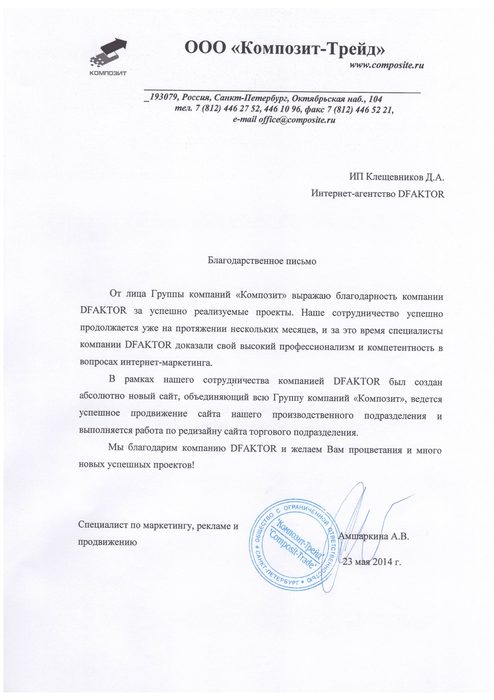 ООО «Композит-Трейд»
КОМПОЗИТ
www.composite.ru
193079, Россия, Санкт-Петербург, Октябрьская наб., 104
тел. 7 (812) 446 27 52, 446 10 96, факс 7 (812) 446 52 21,
e-mail office@composite.ru
ИП Клещевников Д.А.
Интернет-агентство DFAKTOR
Благодарственное письмо
От лица Группы компаний «Композит» выражаю благодарность компании
DFAKTOR за успешно реализуемые проекты. Наше сотрудничество успешно
продолжается уже на протяжении нескольких месяцев, и за это время специалисты
компании DFAKTOR доказали свой высокий профессионализм и компетентность в
вопросах интернет-маркетинга.
В рамках нашего сотрудничества компанией DFAKTOR был создан
абсолютно новый сайт, объединяющий всю Группу компаний «Композит», ведется
успешное продвижение сайта нашего производственного подразделения и
выполняется работа по редизайну сайта торгового подразделения.
Мы благодарим компанию DFAKTOR и желаем Вам процветания и много
новых успешных проектов!
Специалист по маркетингу, рекламе и
продвижению
Амшаркина А.В.
23 мая 2014 г.
ОБЩЕСТВО С ОГРАНИЧЕННОЙ ОТВЕТСТВЕННОСТЬЮ
САНКТ-ПЕТЕРБУРГ
"Композит-Трейд"
"Composit-Trade"